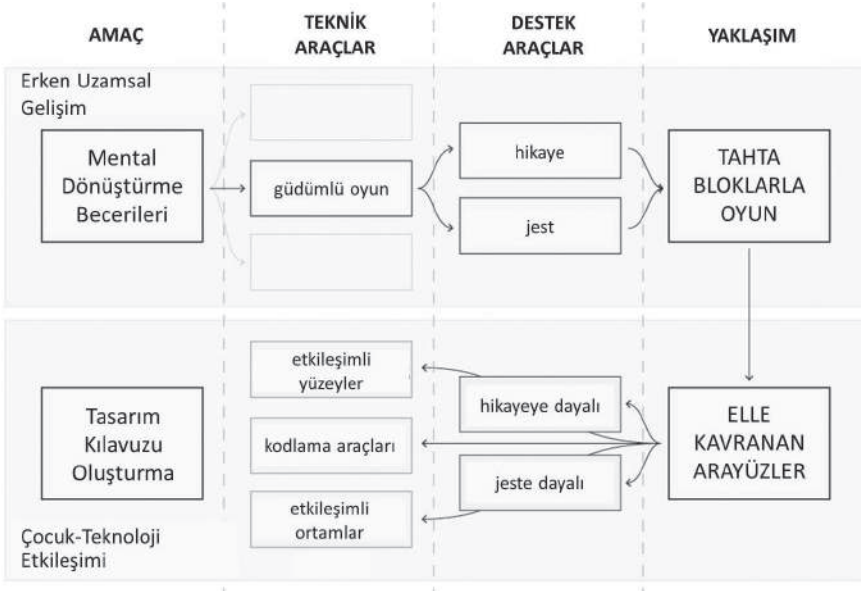 AMAÇ
TEKNİK
ARAÇLAR
DESTEK
ARAÇLAR
YAKLAŞIM
Erken Uzamsal
Gelişim
Mental
Dönüştürme
Becerileri
güdümlü oyun
hikaye
jest
TAHTA
BLOKLARLA
OYUN
Tasarım
Kılavuzu
Oluşturma
etkileşimli
yüzeyler
kodlama araçları
etkileşimli
ortamlar
hikayeye dayalı
jeste dayalı
ELLE
KAVRANAN
ARAYÜZLER
Çocuk-Teknoloji
Etkileşimi